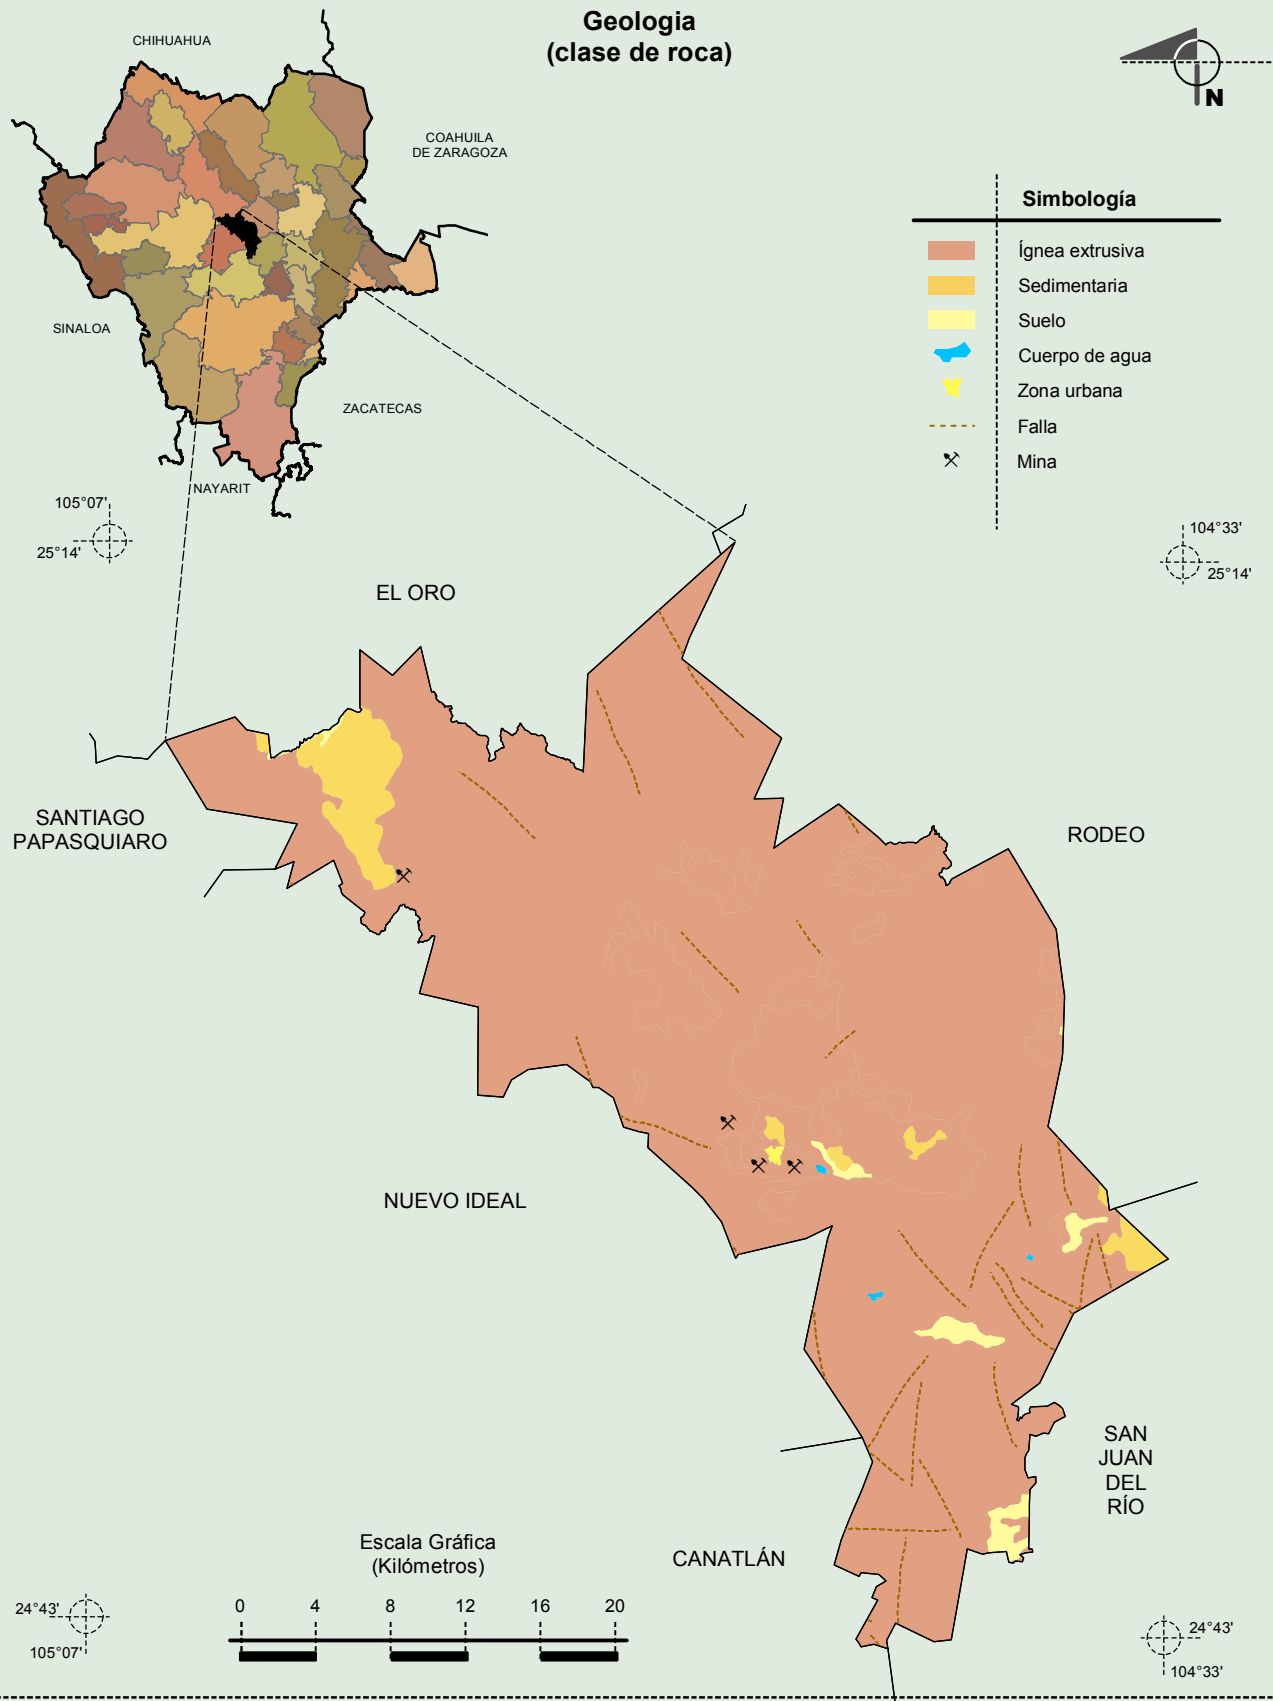 Geologia
(clase de roca)
CHIHUAHUA
COAHUILA
DE ZARAGOZA
SINALOA
ZACATECAS
NAYARIT
N
Simbología
Ígnea extrusiva
Sedimentaria
Suelo
Cuerpo de agua
Zona urbana
Falla
Mina
105°07'
25°14'
104°33'
25°14'
EL ORO
SANTIAGO
PAPASQUIARO
RODEO
NUEVO IDEAL
SAN
JUAN
DEL
RÍO
CANATLÁN
Escala Gráfica
(Kilómetros)
0 4 8 12 16 20
24°43'
105°07'
24°43'
104°33'